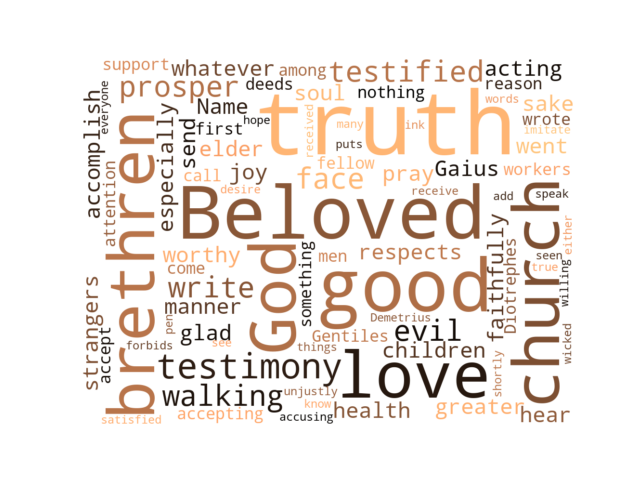 support
whatever
among
testified
acting
everyone
prosper
deeds
soul
nothing
reason
accomplish
brethren
especially
Name
send
first
hope
received
truth
many
ink
words
sake
wrote
imitate
puts
elder
joy
fellow
went
attention
call
desire
face
pray
Gaius
workers
receive
add
speak
Beloved
church
worthy
God
something
men
respects
faithfully
Diotrephes
seen
either
come
true
willing
strangers
accept
write
manner
good
pen
glad
Demetrius
evil
forbids
see
Gentiles
things
children
wicked
testimony
love
shortly
walking
unjustly
know
health
greater
hear
satisfied
accepting
accusing